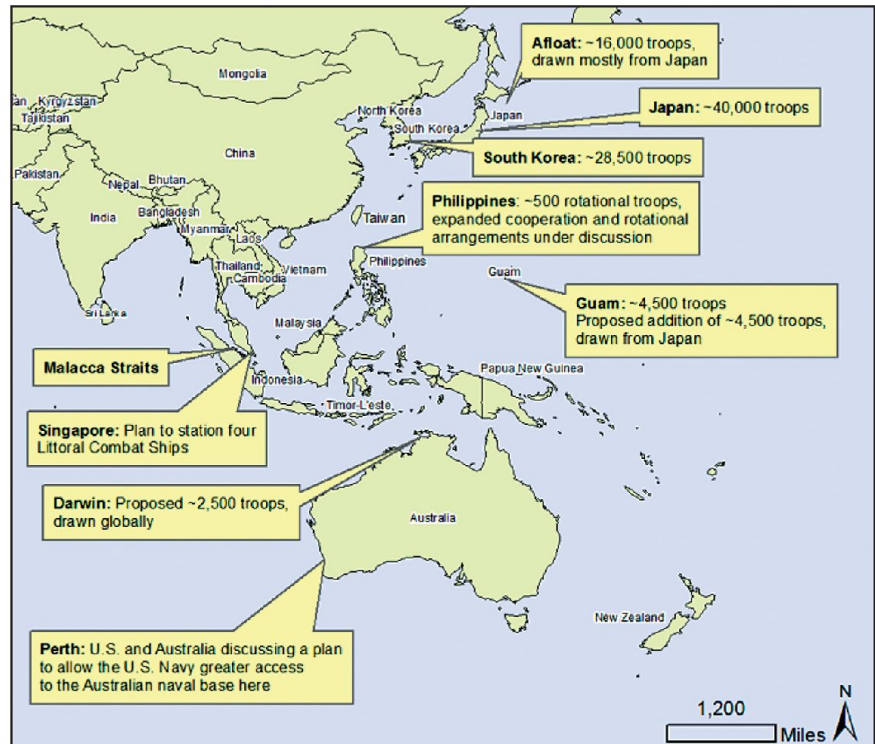 Afloat: ~16,000 troops,
drawn mostly from Japan
Mongolia
Kyrgyzstan
Tajikistan
North Korea
Japan
Japan: ~40,000 troops
South Korea
South Korea: ~28,500 troops
China
Pakistan
Nepal
Bhutan
Philippines: ~500 rotational troops,
expanded cooperation and rotational
arrangements under discussion
India
Bangladesh
Taiwan
Myanmar
Laos
Thailand
Vietnam
Philippines
Guam
Cambodia
Guam: ~4,500 troops
Proposed addition of ~4,500 troops,
drawn from Japan
Sri Lanka
Malaysia
Malacca Straits
Indonesia
Papua New Guinea
Timor-L'este
Singapore: Plan to station four
Littoral Combat Ships
Darwin: Proposed ~2,500 troops,
drawn globally
Australia
New Zealand
Perth: U.S. and Australia discussing a plan
to allow the U.S. Navy greater access
to the Australian naval base here
N
1,200
Miles